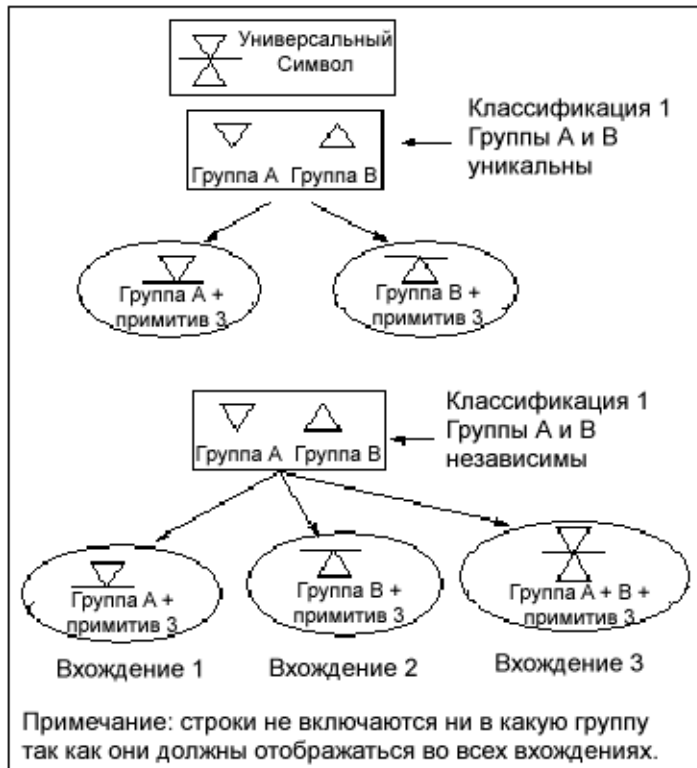 Универсальный
Символ
Классификация 1
Группы А и В
уникальны
Группа А Группа В
Группа А +
примитив 3
Группа В +
примитив 3
Классификация 1
Группы А и В
независимы
Группа А Группа В
Группа А +
примитив 3
Группа В +
примитив 3
Группа А + В +
примитив 3
Вхождение 1
Вхождение 2
Вхождение 3
Примечание: строки не включаются ни в какую группу
так как они должны отображаться во всех вхождениях.